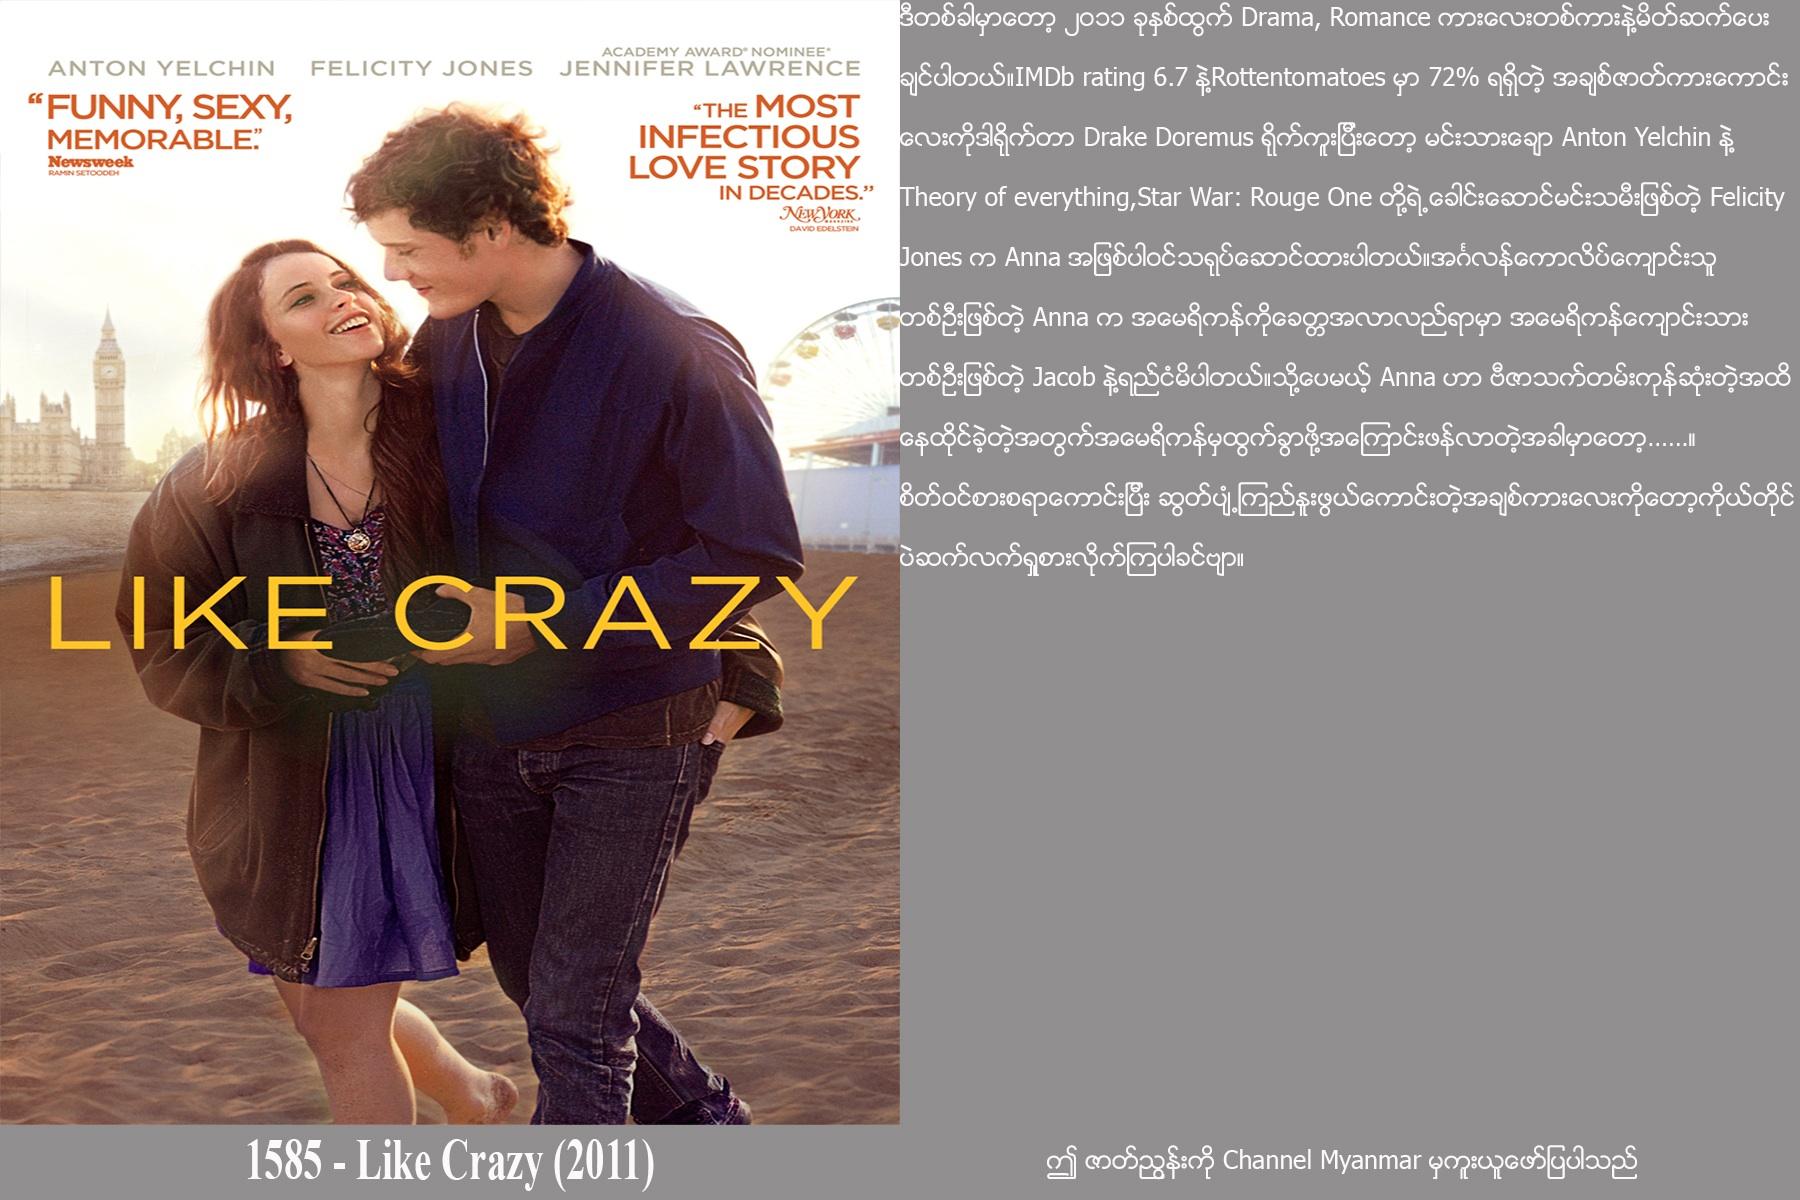 ANTON YELCHIN
FELICITY JONES
ACADEMY AWARD® NOMINEE*
JENNIFER LAWRENCE
“FUNNY, SEXY,
MEMORABLE.”
Newsweek
RAMIN SETOODEH
“THE MOST
INFECTIOUS
LOVE STORY
IN DECADES.”
NEW YORK
MAGAZINE
DAVID EDELSTEIN
LIKE CRAZY
1585 - Like Crazy (2011)
ဒီတစ်ခါမှာတော့ ၂၀၁၁ ခုနှစ်ထွက် Drama, Romance ကားလေးတစ်ကားနဲ့မိတ်ဆက်ပေး
ချင်ပါတယ်။IMDb rating 6.7 နဲ့Rottentomatoes မှာ 72% ရရှိတဲ့ အချစ်ဇာတ်ကားကောင်း
လေးကိုဒါရိုက်တာ Drake Doremus ရိုက်ကူးပြီးတော့ မင်းသားချော Anton Yelchin နဲ့
Theory of everything,Star War: Rouge One တို့ရဲ့ခေါင်းဆောင်မင်းသမီးဖြစ်တဲ့ Felicity
Jones က Anna အဖြစ်ပါဝင်သရုပ်ဆောင်ထားပါတယ်။အင်္ဂလန်ကောလိပ်ကျောင်းသူ
တစ်ဦးဖြစ်တဲ့ Anna က အမေရိကန်ကိုခေတ္တအလာလည်ရာမှာ အမေရိကန်ကျောင်းသား
တစ်ဦးဖြစ်တဲ့ Jacob နဲ့ရည်ငံမိပါတယ်။သို့ပေမယ့် Anna ဟာ ဗီဇာသက်တမ်းကုန်ဆုံးတဲ့အထိ
နေထိုင်ခဲ့တဲ့အတွက်အမေရိကန်မှထွက်ခွာဖို့အကြောင်းဖန်လာတဲ့အခါမှာတော့......။
စိတ်ဝင်စားစရာကောင်းပြီး ဆွတ်ပျံ့ကြည်နူးဖွယ်ကောင်းတဲ့အချစ်ကားလေးကိုတော့ကိုယ်တိုင်
ပဲဆက်လက်ရှုစားလိုက်ကြပါခင်ဗျာ။
ဤ ဇာတ်ညွှန်းကို Channel Myanmar မှကူးယူဖော်ပြပါသည်